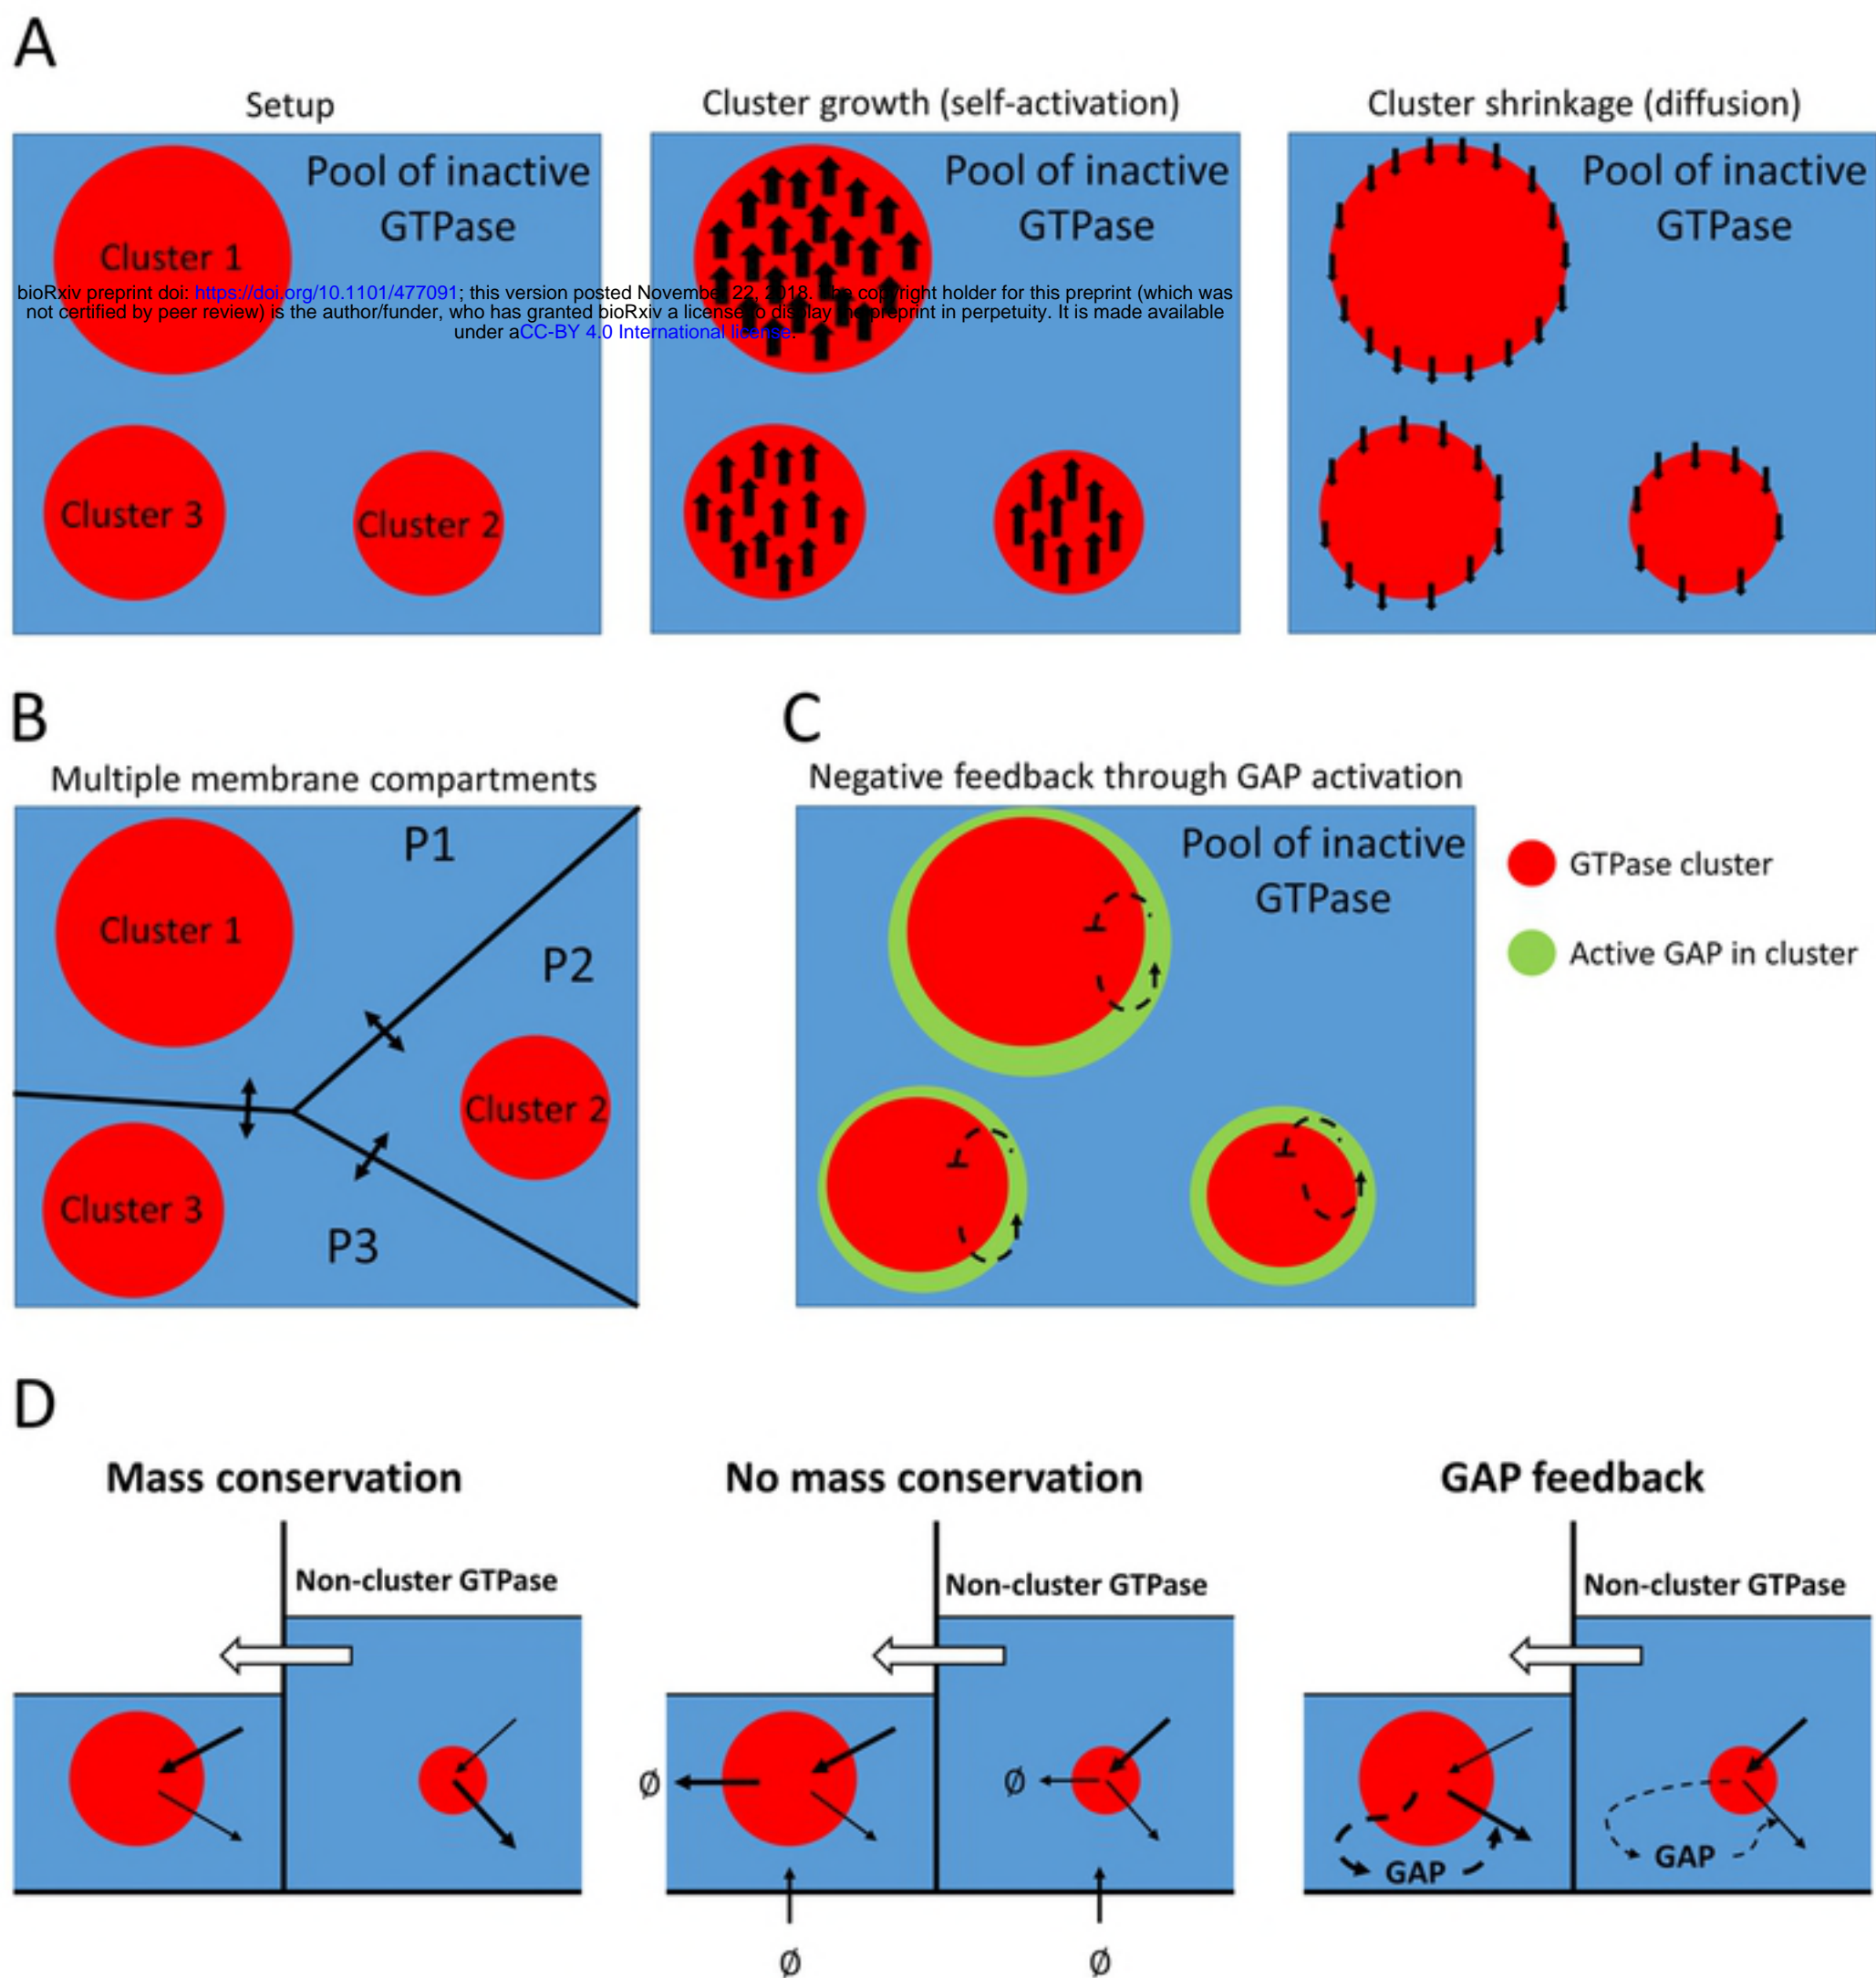 A
Setup
Cluster growth (self-activation)
Cluster shrinkage (diffusion)
Pool of inactive
GTPase
Cluster 1
Cluster 3
Cluster 2
Pool of inactive
GTPase
Pool of inactive
GTPase
bioRxiv preprint doi: https://doi.org/10.1101/477091; this version posted November 22, 2018. The copyright holder for this preprint (which was
not certified by peer review) is the author/funder, who has granted bioRxiv a license to display the preprint in perpetuity. It is made available
under aCC-BY 4.0 International license.
B
Multiple membrane compartments
P1
Cluster 1
P2
Cluster 2
Cluster 3
P3
C
Negative feedback through GAP activation
Pool of inactive
GTPase
GTPase cluster
Active GAP in cluster
D
Mass conservation
Non-cluster GTPase
No mass conservation
Non-cluster GTPase
Ø
Ø
Ø
Ø
GAP feedback
Non-cluster GTPase
GAP
GAP